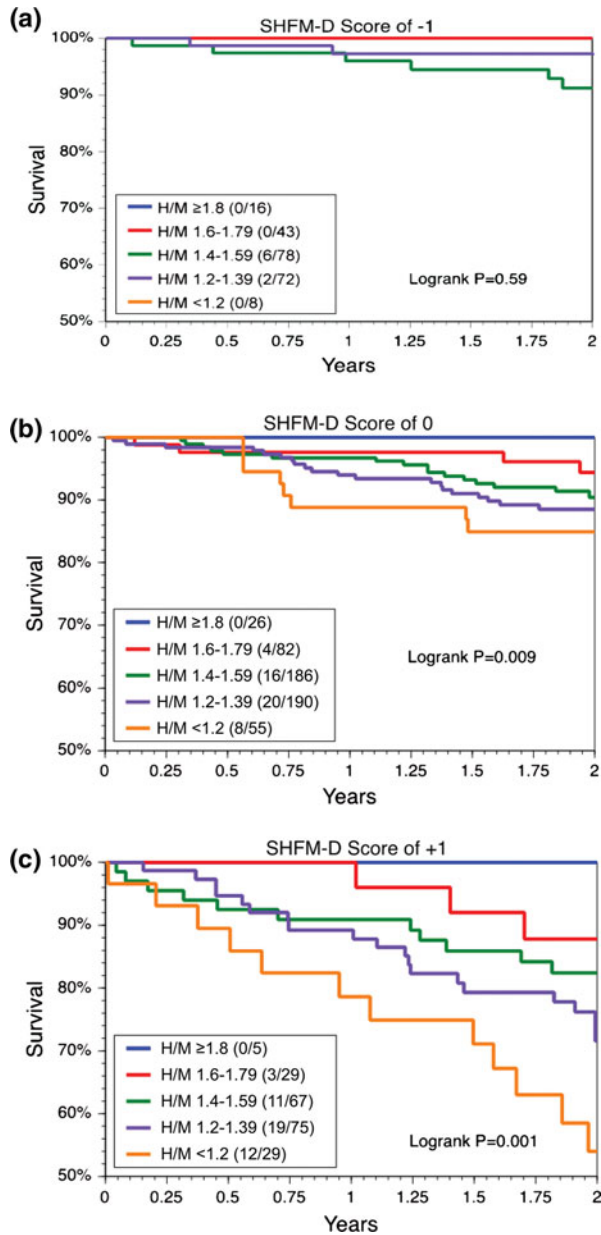 (a)
SHFM-D Score of -1
100%
90%
80%
70%
60%
50%
Survival
H/M ≥1.8 (0/16)
H/M 1.6-1.79 (0/43)
H/M 1.4-1.59 (6/78)
H/M 1.2-1.39 (2/72)
H/M <1.2 (0/8)
Logrank P=0.59
0 0.25 0.5 0.75 1 1.25 1.5 1.75 2
Years
(b)
SHFM-D Score of 0
100%
90%
80%
70%
60%
50%
Survival
H/M ≥1.8 (0/26)
H/M 1.6-1.79 (4/82)
H/M 1.4-1.59 (16/186)
H/M 1.2-1.39 (20/190)
H/M <1.2 (8/55)
Logrank P=0.009
0 0.25 0.5 0.75 1 1.25 1.5 1.75 2
Years
(c)
SHFM-D Score of +1
100%
90%
80%
70%
60%
50%
Survival
H/M ≥1.8 (0/5)
H/M 1.6-1.79 (3/29)
H/M 1.4-1.59 (11/67)
H/M 1.2-1.39 (19/75)
H/M <1.2 (12/29)
Logrank P=0.001
0 0.25 0.5 0.75 1 1.25 1.5 1.75 2
Years